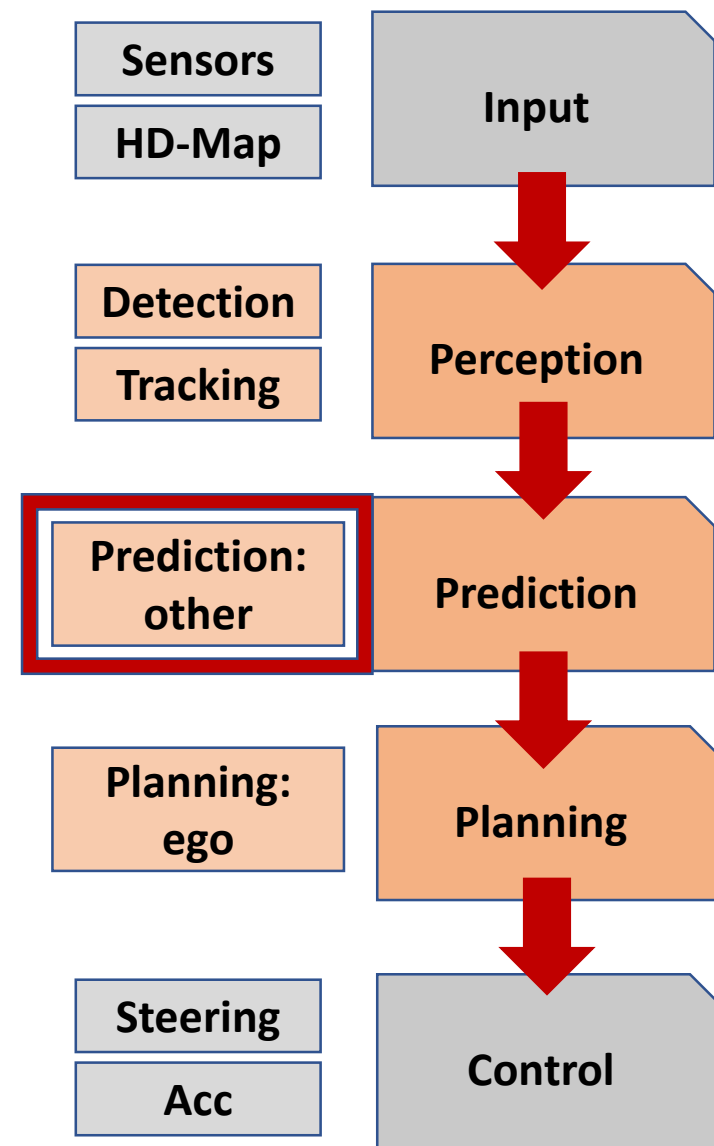 Sensors
HD-Map
Input
Detection
Tracking
Perception
Prediction:
other
Prediction
Planning:
ego
Planning
Steering
Acc
Control